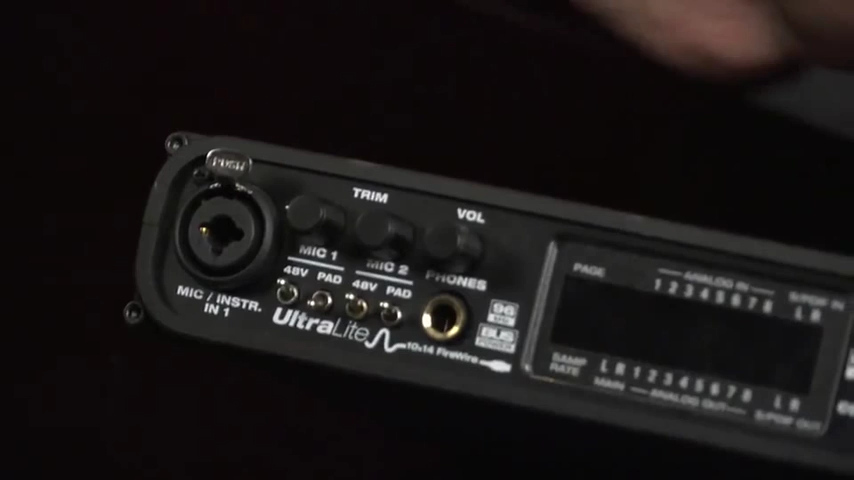 PUSH
TRIM
VOL
MIC 1
MIC 2
PHONES
48V PAD 48V PAD
MIC / INSTR.
IN 1
UltraLite
10x14 FireWire
96
BUS
POWER
PAGE
ANALOG IN
S/PDIF IN
1 2 3 4 5 6 7 8
L R
SAMP
RATE
L R 1 2 3 4 5 6 7 8
L R
MAIN
ANALOG OUT
S/PDIF OUT